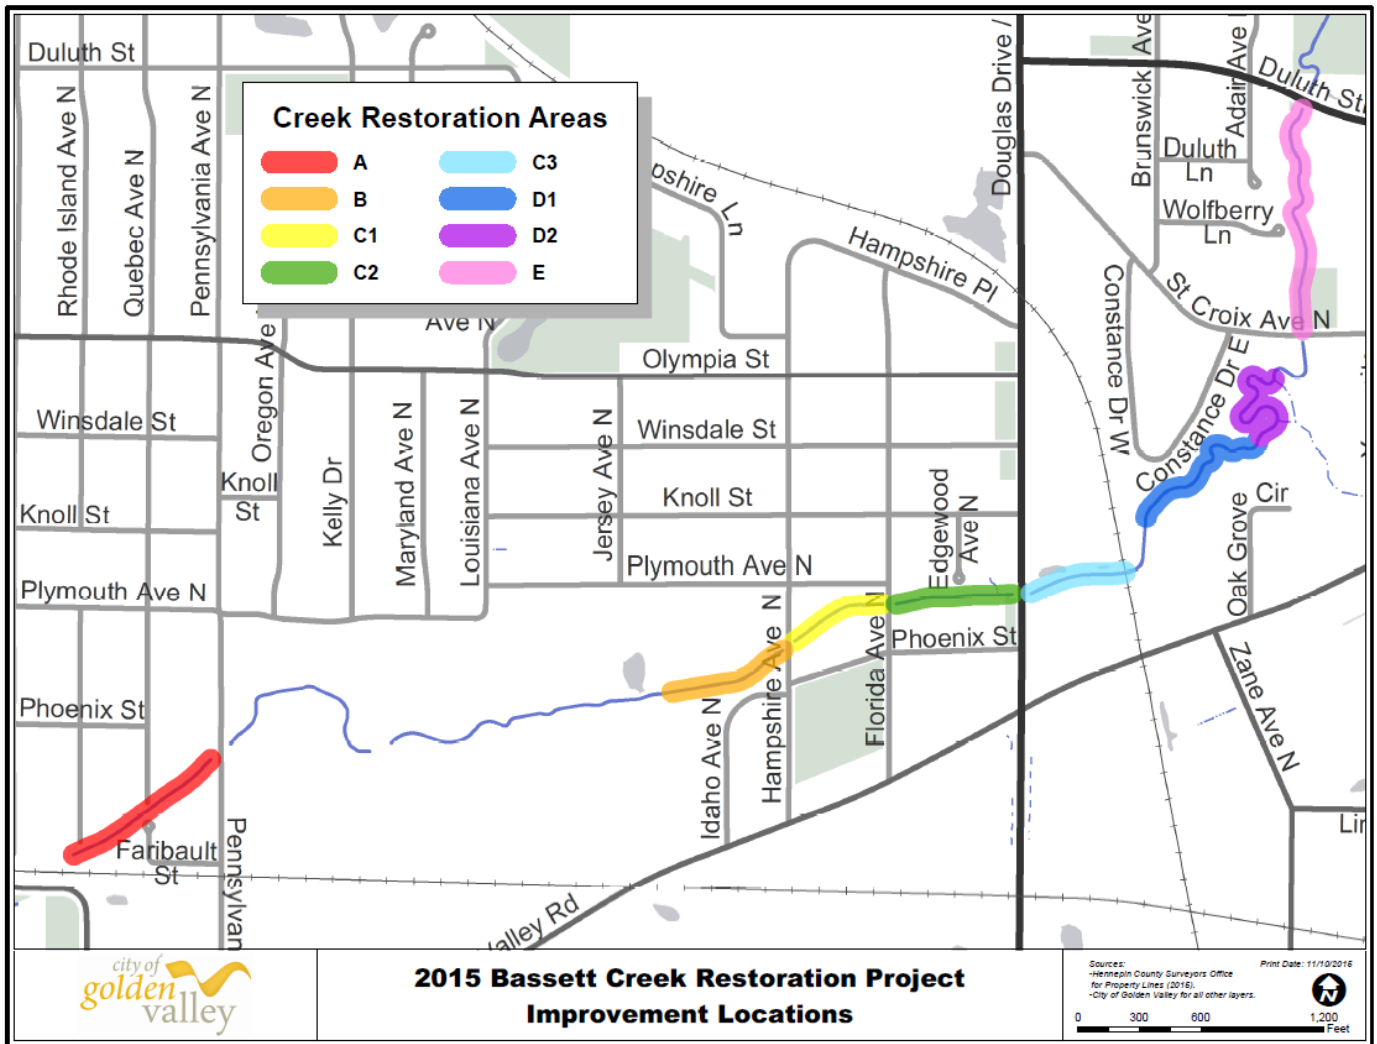 Duluth St
Rhode Island Ave N
Quebec Ave N
Pennsylvania Ave N
Creek Restoration Areas
A
B
C1
C2
C3
D1
D2
E
Douglas Drive /
Brunswick Ave
Adair Ave
Duluth St
Duluth
Ln
Wolfberry
Ln
pshire Ln
Hampshire Pl
St Croix Ave N
Constance Dr W
Constance Dr E
Ave N
Oregon Ave
Olympia St
Winsdale St
Winsdale St
Kelly Dr
Maryland Ave N
Louisiana Ave N
Jersey Ave N
Knoll
St
Knoll St
Knoll St
Edgewood
Ave N
Cir
Oak Grove
Plymouth Ave N
Plymouth Ave N
Phoenix St
Phoenix St
Idaho Ave N
Hampshire Ave N
Florida Ave N
Zane Ave N
Faribault
St
Pennsylvan
Valley Rd
Lin
city of
golden
valley
2015 Bassett Creek Restoration Project
Improvement Locations
Sources:
-Hennepin County Surveyors Office
for Property Lines (2015).
-City of Golden Valley for all other layers.
Print Date: 11/10/2015
N
0 300 600 1,200
Feet